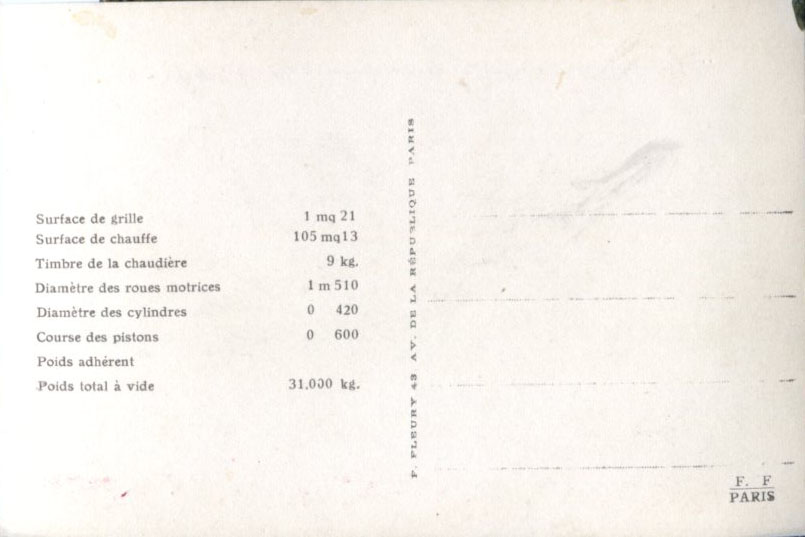 Surface de grille 1 mq 21
Surface de chauffe 105 mq13
Timbre de la chaudière 9 kg.
Diamètre des roues motrices 1 m 510
Diamètre des cylindres 0 420
Course des pistons 0 600
Poids adhérent
Poids total à vide 31.000 kg.
F. FLEURY 43 AV. DE LA RÉPUBLIQUE PARIS
F. F
PARIS